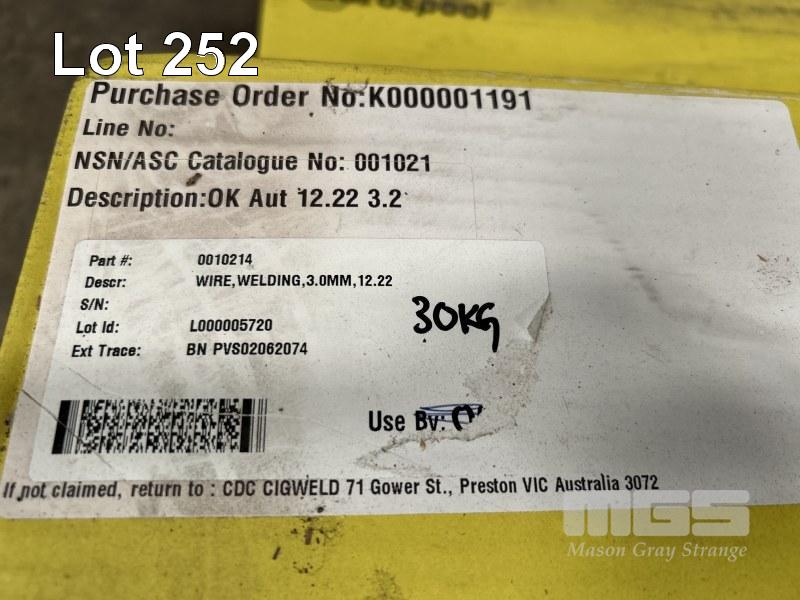 Lot 252
Purchase Order No:K000001191
Line No:
NSN/ASC Catalogue No: 001021
Description:OK Aut 12.22 3.2
Part #: 0010214
Descr: WIRE,WELDING,3.0MM,12.22
S/N:
Lot Id: L000005720
Ext Trace: BN PVS02062074
30KG
Use By:
If not claimed, return to : CDC CIGWELD 71 Gower St., Preston VIC Australia 3072
MGS
Mason Gray Strange